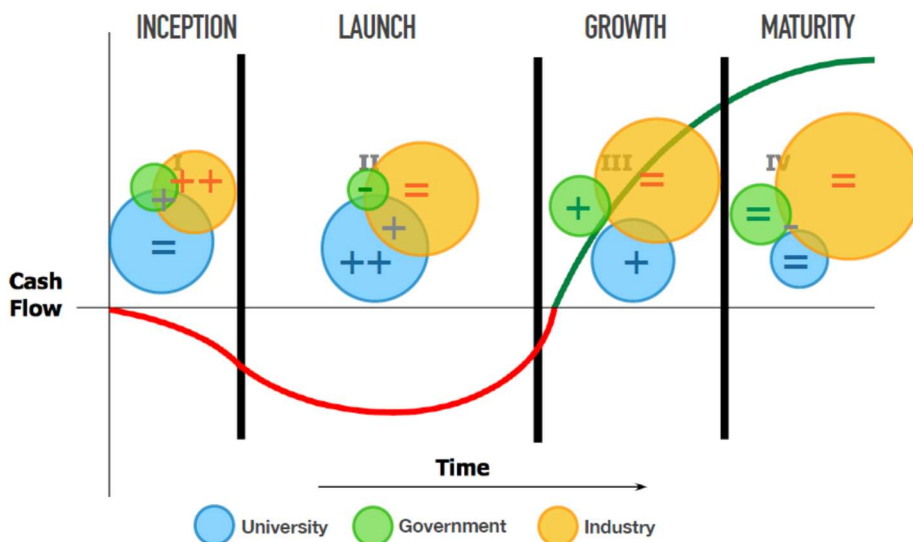 INCEPTION LAUNCH GROWTH MATURITY
I II III IV
++ + =
- = + ++
+ = +
= = - =
Cash
Flow
Time
University Government Industry